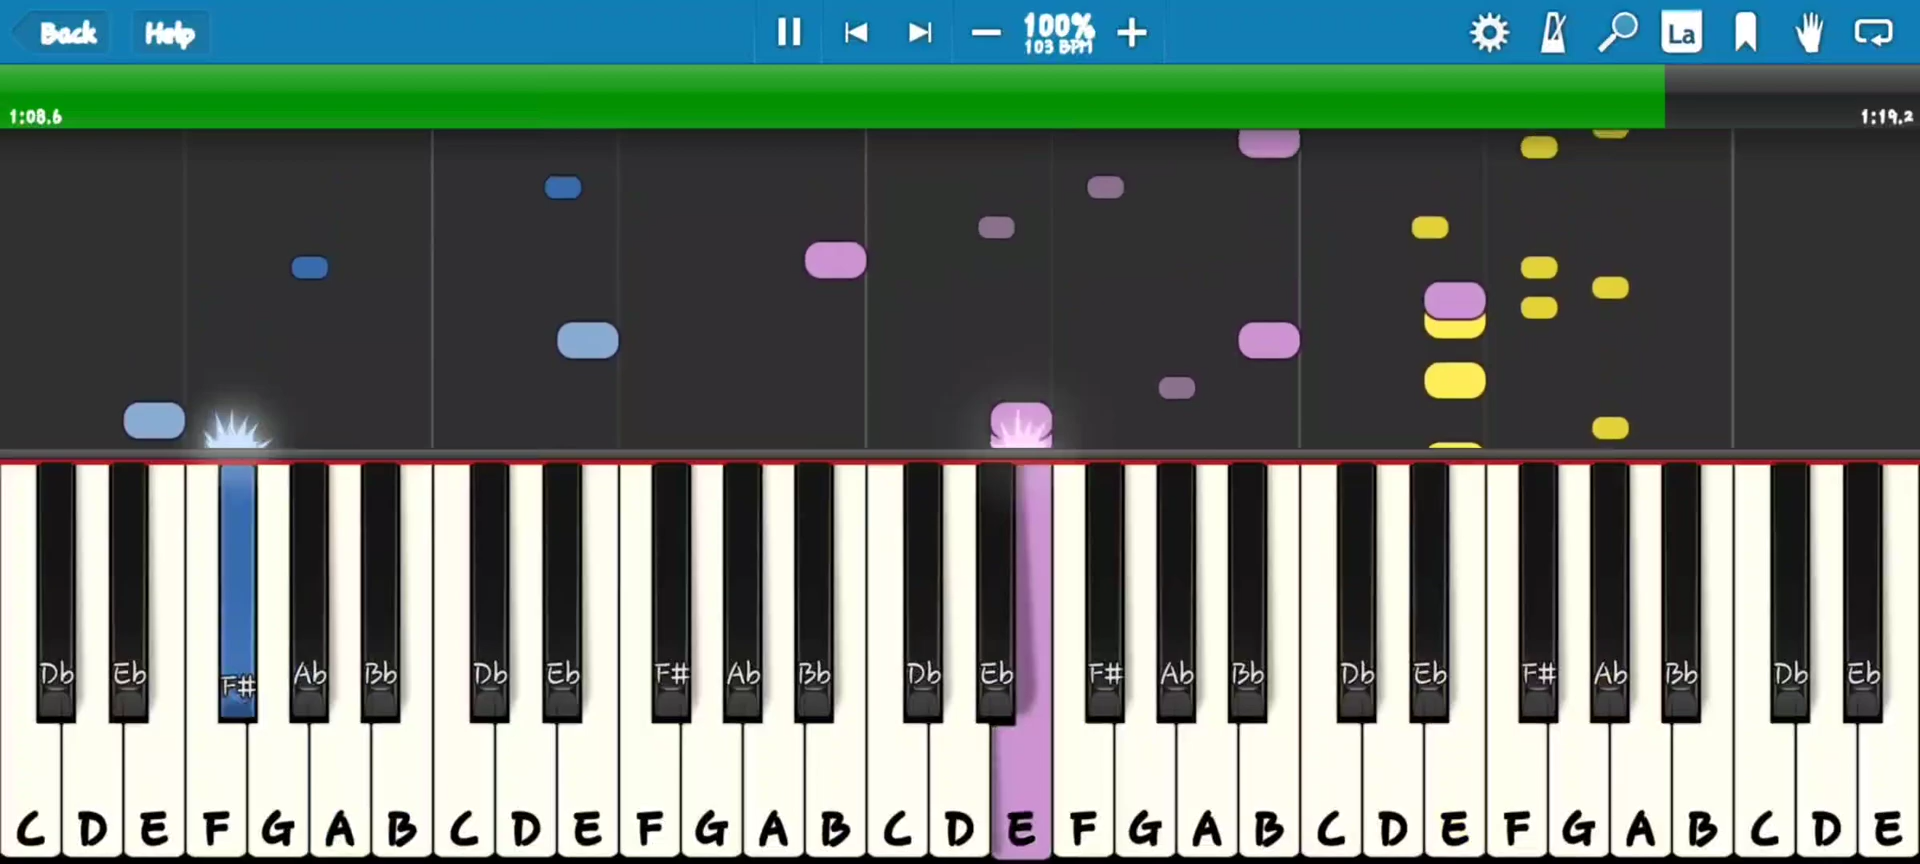 Back Help 100% La
103 BPM
1:08.6 1:19.2
Db Eb F# Ab Bb Db Eb F# Ab Bb Db Eb F# Ab Bb Db Eb F# Ab Bb Db Eb
C D E F G A B C D E F G A B C D E F G A B C D E F G A B C D E